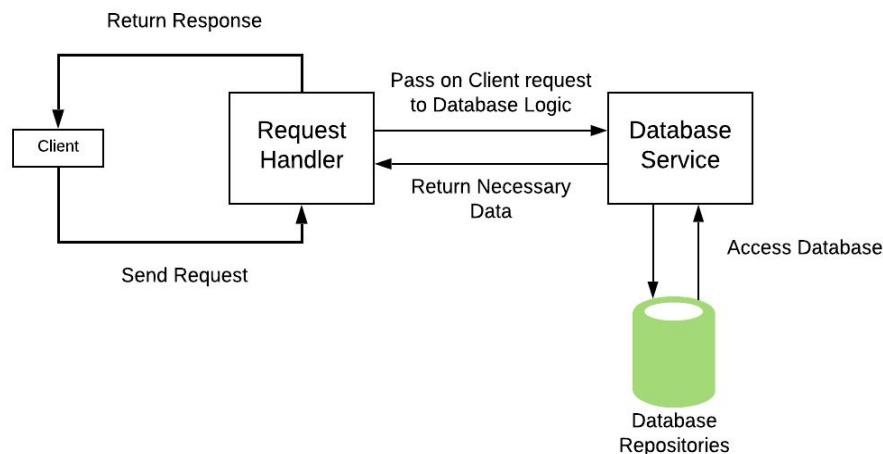 Return Response
Pass on Client request
to Database Logic
Client
Request
Handler
Database
Service
Return Necessary
Data
Send Request
Access Database
Database
Repositories